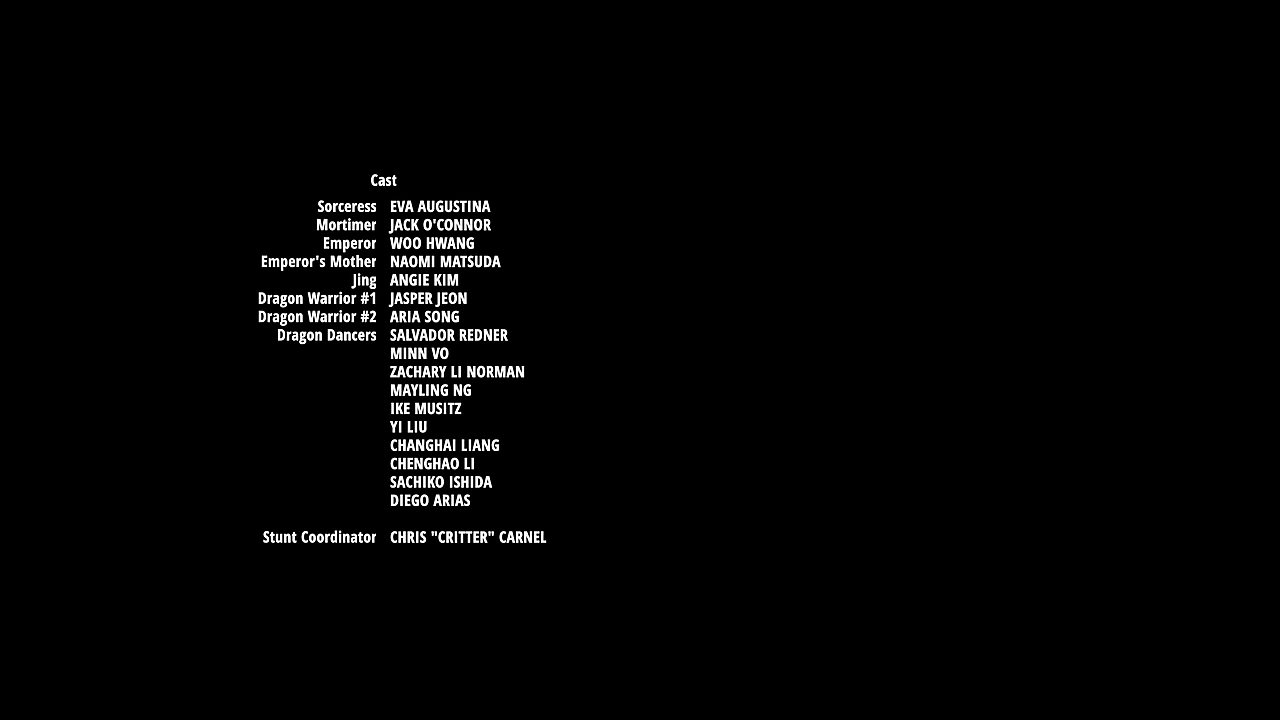 Cast
Sorceress EVA AUGUSTINA
Mortimer JACK O'CONNOR
Emperor WOO HWANG
Emperor's Mother NAOMI MATSUDA
Jing ANGIE KIM
Dragon Warrior #1 JASPER JEON
Dragon Warrior #2 ARIA SONG
Dragon Dancers SALVADOR REDNER
MINN VO
ZACHARY LI NORMAN
MAYLING NG
IKE MUSITZ
YI LIU
CHANGHAI LIANG
CHENGHAO LI
SACHIKO ISHIDA
DIEGO ARIAS
Stunt Coordinator CHRIS "CRITTER" CARNEL